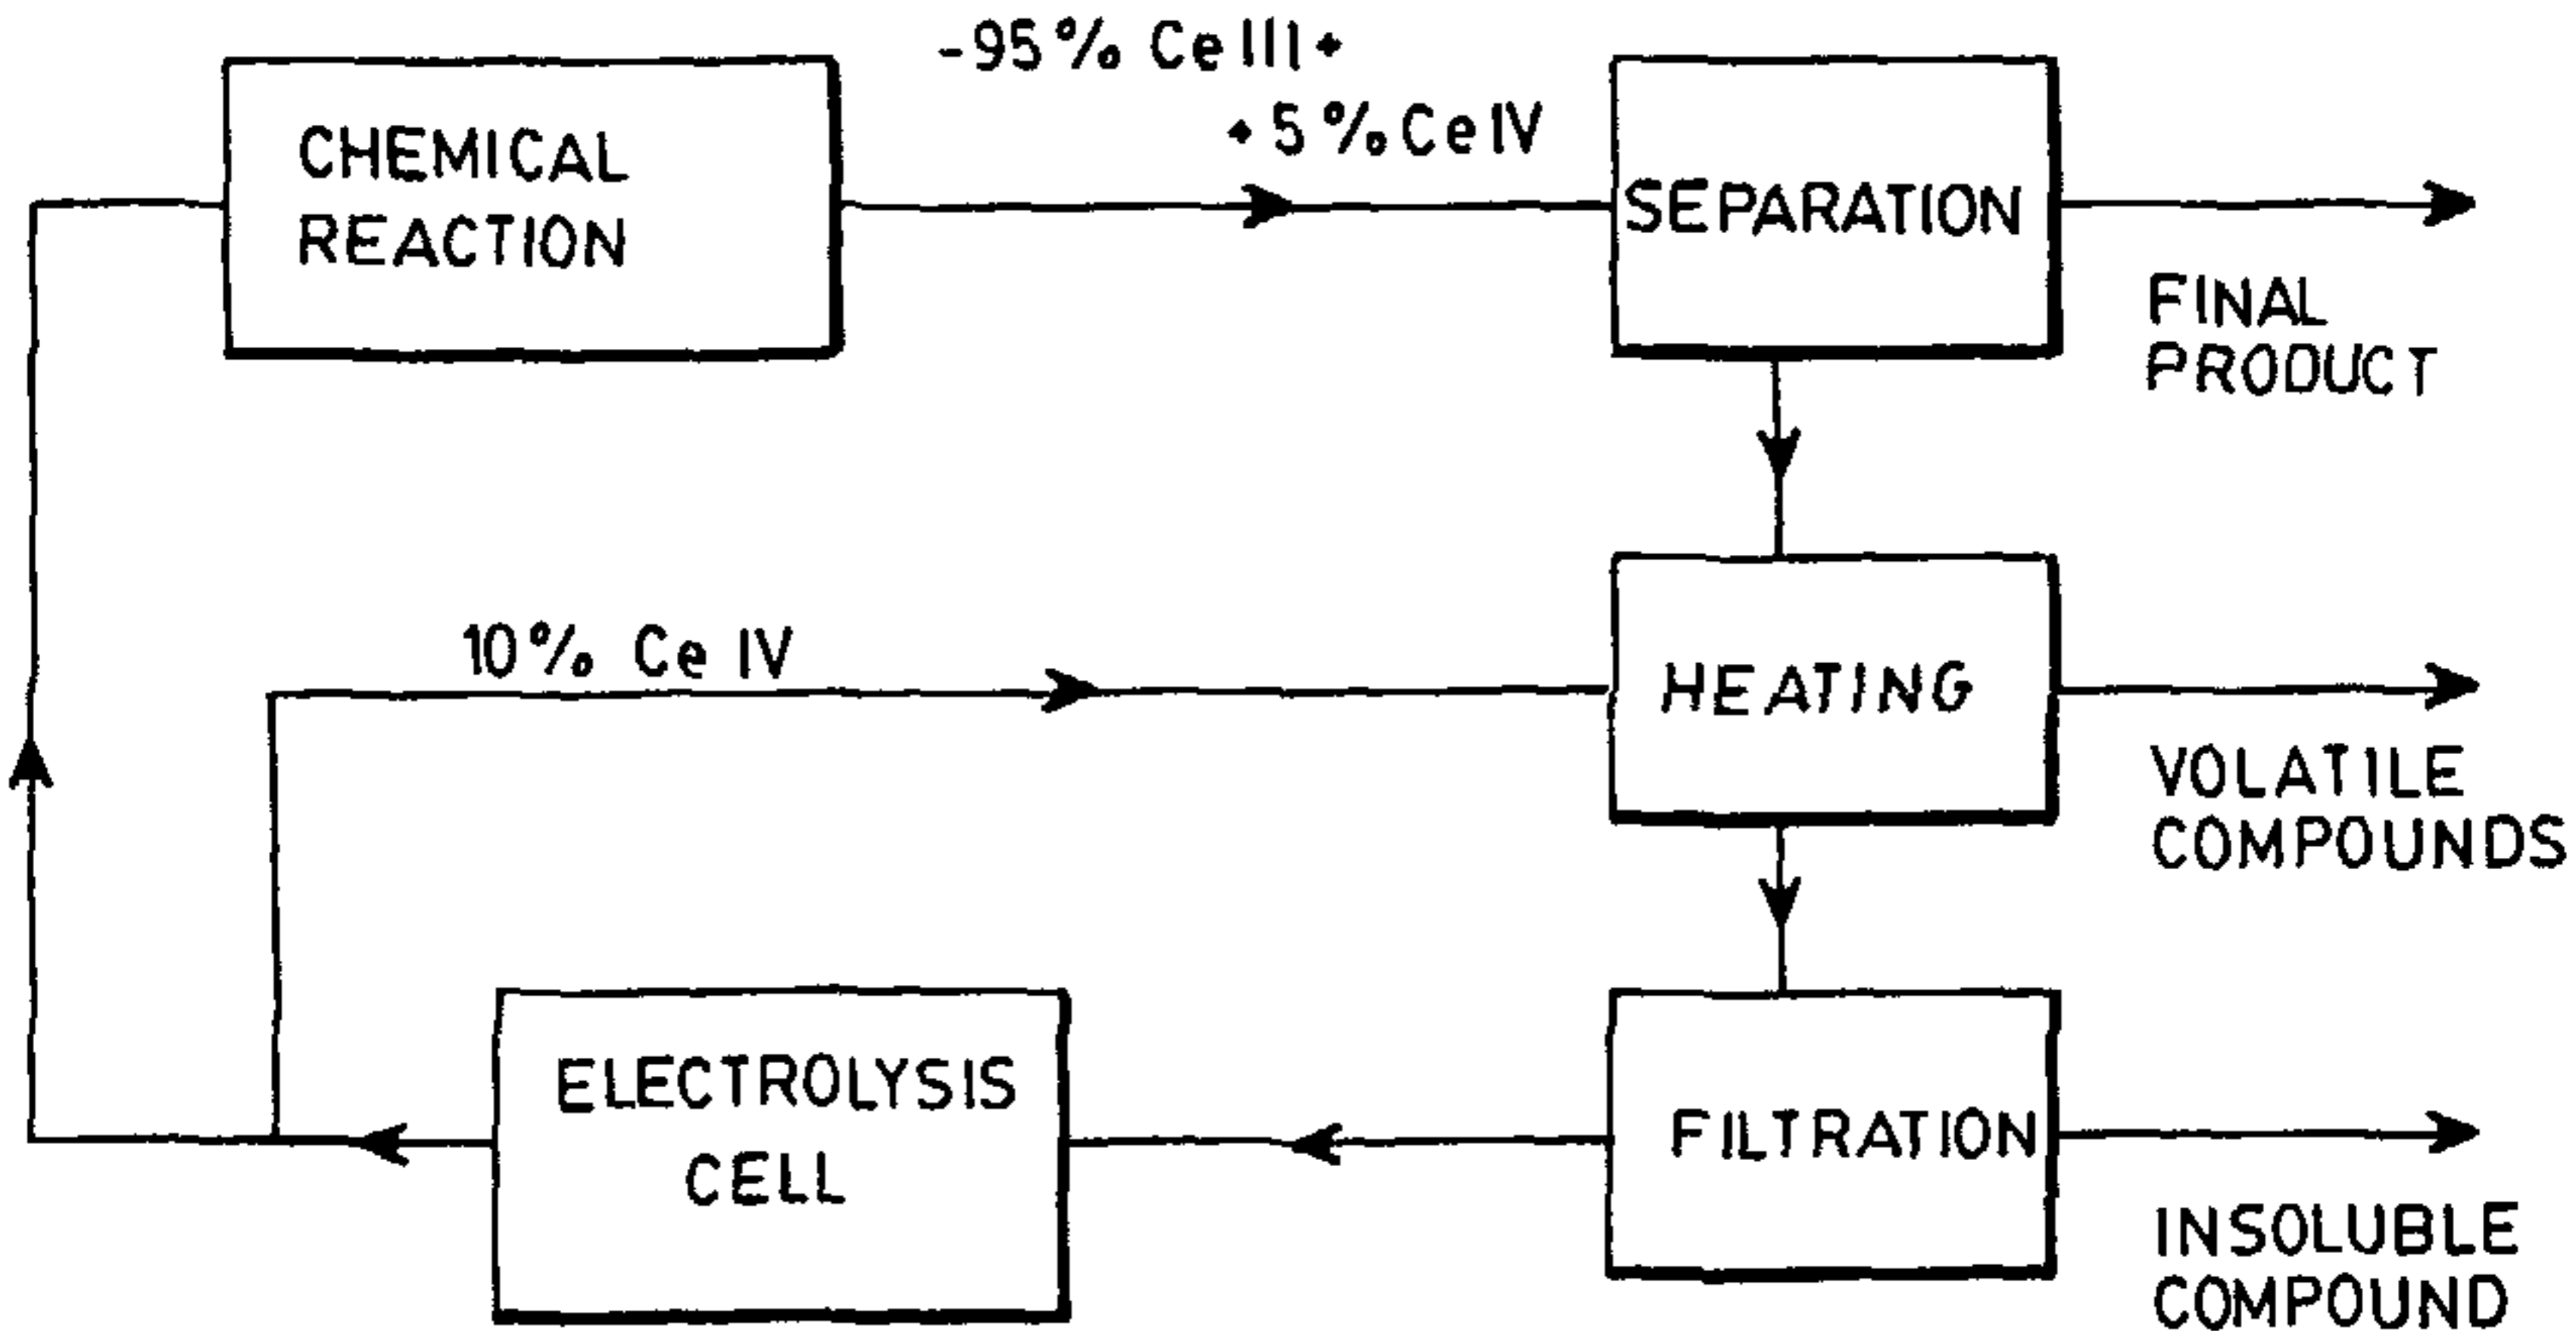 -95% Ce III +
+ 5% Ce IV
CHEMICAL
REACTION
SEPARATION
FINAL
PRODUCT
10% Ce IV
HEATING
VOLATILE
COMPOUNDS
ELECTROLYSIS
CELL
FILTRATION
INSOLUBLE
COMPOUND